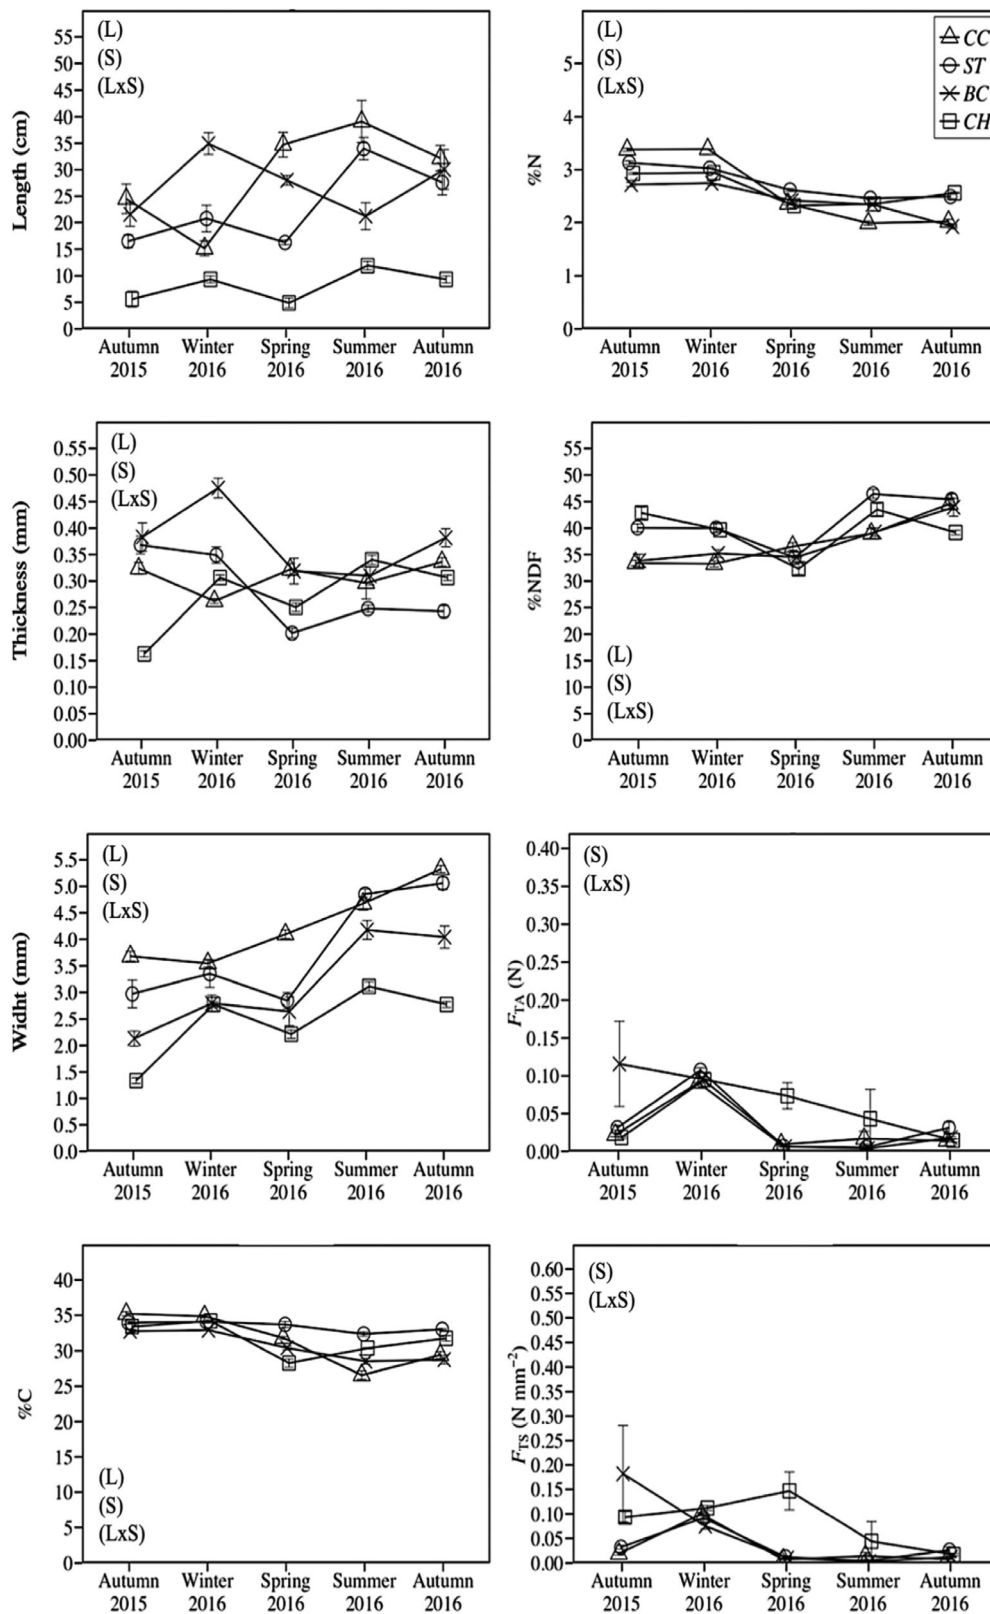 (L)
(S)
(LxS)
Length (cm)
55
50
45
40
35
30
25
20
15
10
5
0
Autumn Winter Spring Summer Autumn
2015 2016 2016 2016 2016
(L)
(S)
(LxS)
CC
ST
BC
CH
%N
5
4
3
2
1
0
Autumn Winter Spring Summer Autumn
2015 2016 2016 2016 2016
(L)
(S)
(LxS)
Thickness (mm)
0.55
0.50
0.45
0.40
0.35
0.30
0.25
0.20
0.15
0.10
0.05
0.00
Autumn Winter Spring Summer Autumn
2015 2016 2016 2016 2016
%NDF
55
50
45
40
35
30
25
20
15
10
5
0
(L)
(S)
(LxS)
Autumn Winter Spring Summer Autumn
2015 2016 2016 2016 2016
(L)
(S)
(LxS)
Widht (mm)
5.5
5.0
4.5
4.0
3.5
3.0
2.5
2.0
1.5
1.0
0.5
0.0
Autumn Winter Spring Summer Autumn
2015 2016 2016 2016 2016
(S)
(LxS)
F_TA (N)
0.40
0.35
0.30
0.25
0.20
0.15
0.10
0.05
0.00
Autumn Winter Spring Summer Autumn
2015 2016 2016 2016 2016
%C
40
35
30
25
20
15
10
5
0
(L)
(S)
(LxS)
Autumn Winter Spring Summer Autumn
2015 2016 2016 2016 2016
(S)
(LxS)
F_TS (N mm⁻²)
0.60
0.55
0.50
0.45
0.40
0.35
0.30
0.25
0.20
0.15
0.10
0.05
0.00
Autumn Winter Spring Summer Autumn
2015 2016 2016 2016 2016